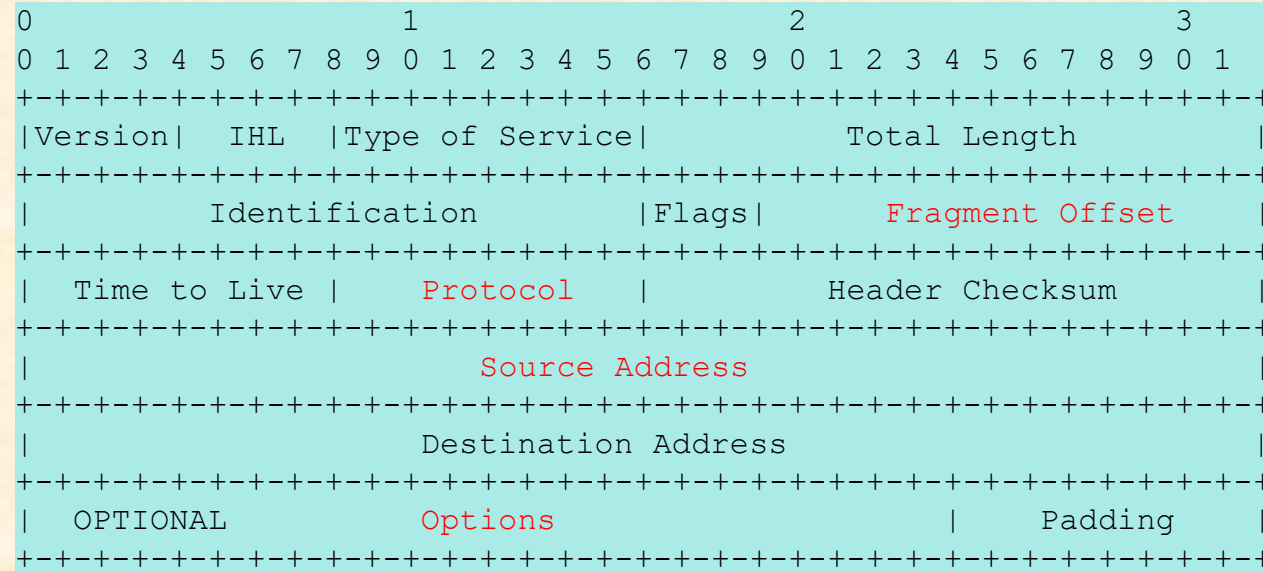 0                   1                   2                   3
0 1 2 3 4 5 6 7 8 9 0 1 2 3 4 5 6 7 8 9 0 1 2 3 4 5 6 7 8 9 0 1
+-+-+-+-+-+-+-+-+-+-+-+-+-+-+-+-+-+-+-+-+-+-+-+-+-+-+-+-+-+-+-+-+
|Version|  IHL  |Type of Service|          Total Length         |
+-+-+-+-+-+-+-+-+-+-+-+-+-+-+-+-+-+-+-+-+-+-+-+-+-+-+-+-+-+-+-+-+
|         Identification        |Flags|      Fragment Offset    |
+-+-+-+-+-+-+-+-+-+-+-+-+-+-+-+-+-+-+-+-+-+-+-+-+-+-+-+-+-+-+-+-+
|  Time to Live |    Protocol   |         Header Checksum       |
+-+-+-+-+-+-+-+-+-+-+-+-+-+-+-+-+-+-+-+-+-+-+-+-+-+-+-+-+-+-+-+-+
|                       Source Address                          |
+-+-+-+-+-+-+-+-+-+-+-+-+-+-+-+-+-+-+-+-+-+-+-+-+-+-+-+-+-+-+-+-+
|                    Destination Address                        |
+-+-+-+-+-+-+-+-+-+-+-+-+-+-+-+-+-+-+-+-+-+-+-+-+-+-+-+-+-+-+-+-+
|  OPTIONAL          Options                    |    Padding    |
+-+-+-+-+-+-+-+-+-+-+-+-+-+-+-+-+-+-+-+-+-+-+-+-+-+-+-+-+-+-+-+-+